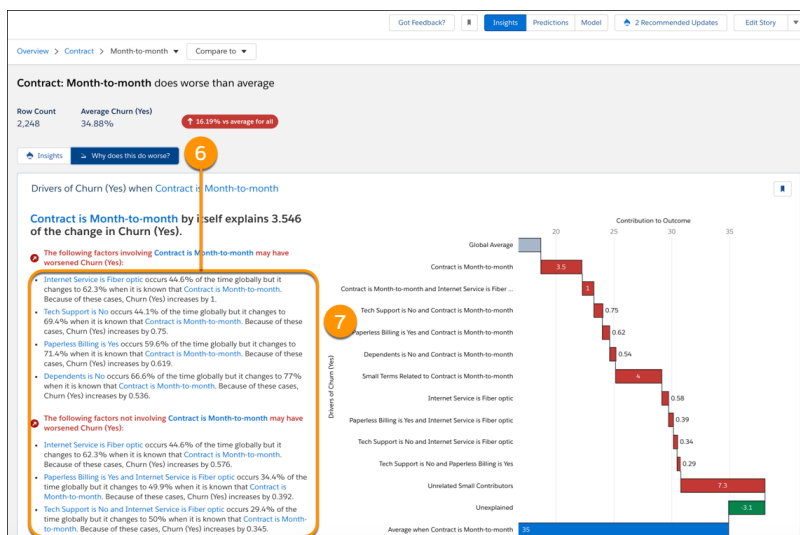 Got Feedback?
Insights
Predictions
Model
2 Recommended Updates
Edit Story
Overview > Contract > Month-to-month
Compare to
Contract: Month-to-month does worse than average
Row Count
2,248
Average Churn (Yes)
34.88%
↑ 16.19% vs average for all
Insights
Why does this do worse?
6
Drivers of Churn (Yes) when Contract is Month-to-month
Contract is Month-to-month by itself explains 3.546
of the change in Churn (Yes).
The following factors involving Contract is Month-to-month may have
worsened Churn (Yes):
• Internet Service is Fiber optic occurs 44.6% of the time globally but it
changes to 62.3% when it is known that Contract is Month-to-month.
Because of these cases, Churn (Yes) increases by 1.
• Tech Support is No occurs 44.1% of the time globally but it changes to
69.4% when it is known that Contract is Month-to-month. Because of these
cases, Churn (Yes) increases by 0.75.
• Paperless Billing is Yes occurs 59.6% of the time globally but it changes to
71.4% when it is known that Contract is Month-to-month. Because of these
cases, Churn (Yes) increases by 0.619.
• Dependents is No occurs 66.6% of the time globally but it changes to 77%
when it is known that Contract is Month-to-month. Because of these cases,
Churn (Yes) increases by 0.536.
The following factors not involving Contract is Month-to-month may have
worsened Churn (Yes):
• Internet Service is Fiber optic occurs 44.6% of the time globally but it
changes to 62.3% when it is known that Contract is Month-to-month.
Because of these cases, Churn (Yes) increases by 0.576.
• Paperless Billing is Yes and Internet Service is Fiber optic occurs 34.4% of the
time globally but it changes to 49.9% when it is known that Contract is
Month-to-month. Because of these cases, Churn (Yes) increases by 0.392.
• Tech Support is No and Internet Service is Fiber optic occurs 29.4% of the
time globally but it changes to 50% when it is known that Contract is Month-
to-month. Because of these cases, Churn (Yes) increases by 0.345.
7
Contribution to Outcome
20
25
30
35
Drivers of Churn (Yes)
Global Average
Contract is Month-to-month
3.5
Contract is Month-to-month and Internet Service is Fiber ...
1
Tech Support is No and Contract is Month-to-month
0.75
Paperless Billing is Yes and Contract is Month-to-month
0.62
Dependents is No and Contract is Month-to-month
0.54
Small Terms Related to Contract is Month-to-month
4
Internet Service is Fiber optic
0.58
Paperless Billing is Yes and Internet Service is Fiber optic
0.39
Tech Support is No and Internet Service is Fiber optic
0.34
Tech Support is No and Paperless Billing is Yes
0.29
Unrelated Small Contributors
7.3
Unexplained
-3.1
Average when Contract is Month-to-month
35